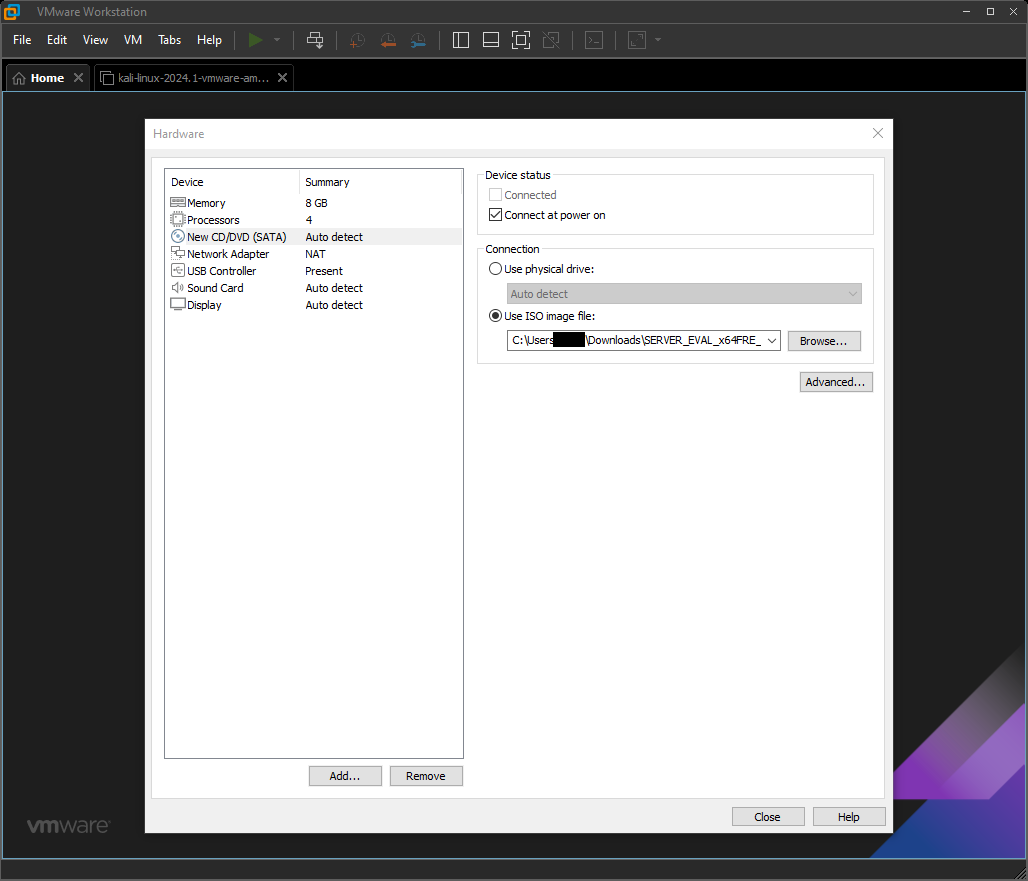 VMware Workstation
File Edit View VM Tabs Help
Home kali-linux-2024.1-vmware-am...
Hardware
Device Summary
Memory 8 GB
Processors 4
New CD/DVD (SATA) Auto detect
Network Adapter NAT
USB Controller Present
Sound Card Auto detect
Display Auto detect
Add... Remove
Device status
Connected
Connect at power on
Connection
Use physical drive:
Auto detect
Use ISO image file:
C:\Users \Downloads\SERVER_EVAL_x64FRE_ Browse...
Advanced...
Close Help
vmware